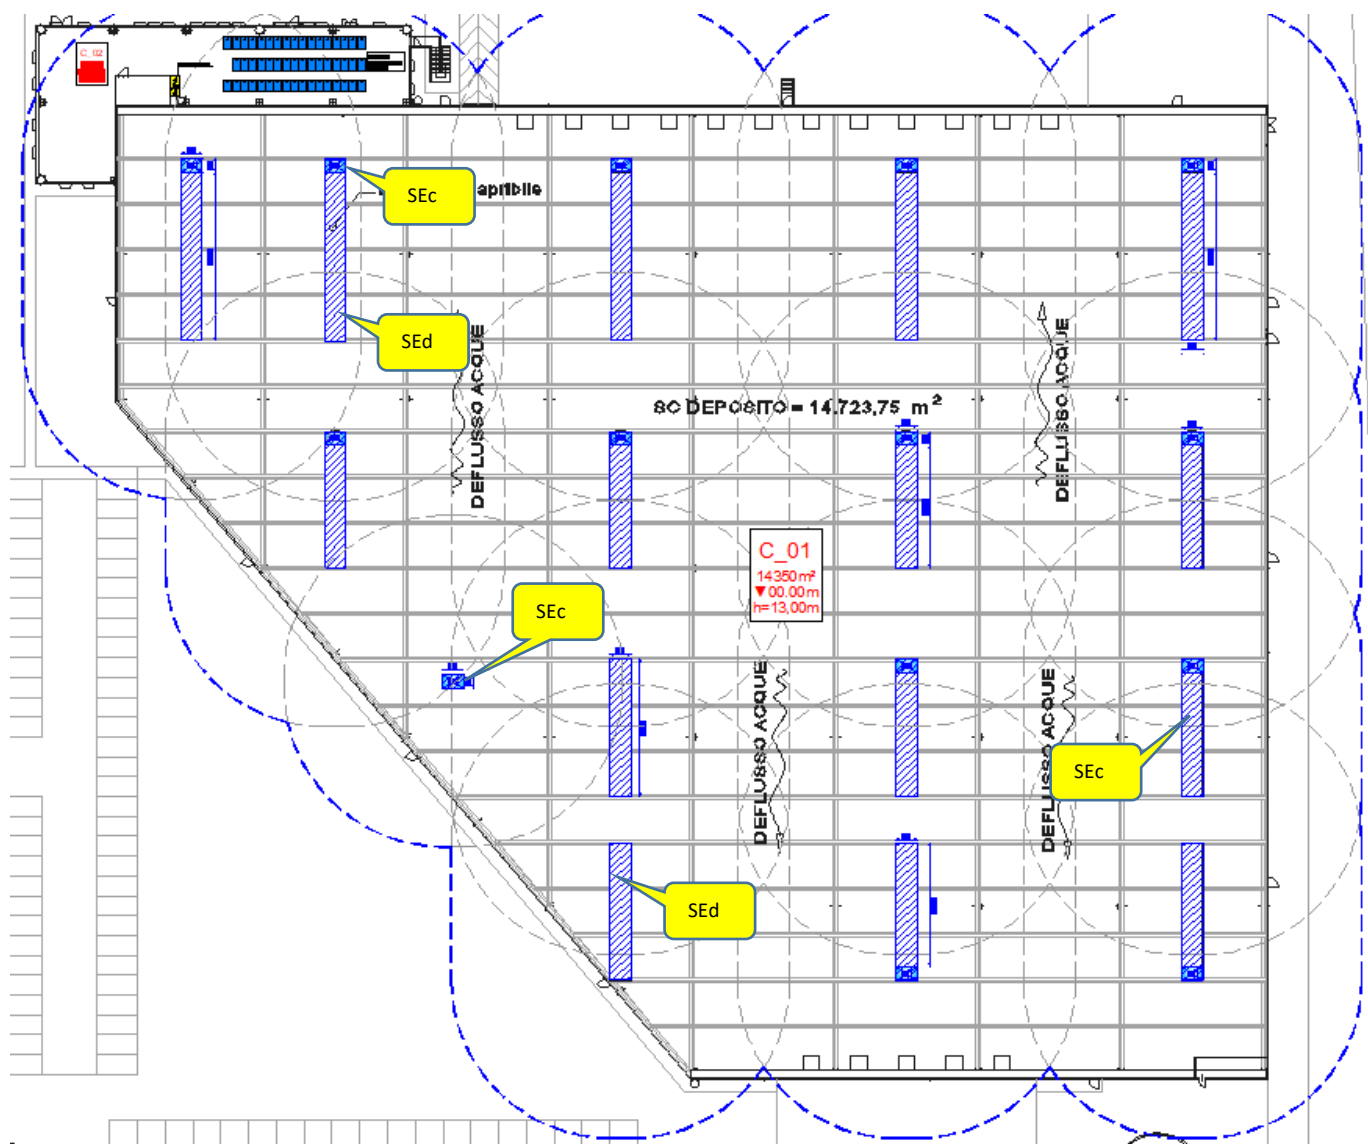 C_02
SEc
apribile
SEd
DEFLUSSO ACQUE
DEFLUSSO ACQUE
SC DEPOSITO = 14.723,75 m²
C_01
14350m²
▼00.00m
h=13,00m
SEc
DEFLUSSO ACQUE
DEFLUSSO ACQUE
SEc
SEd